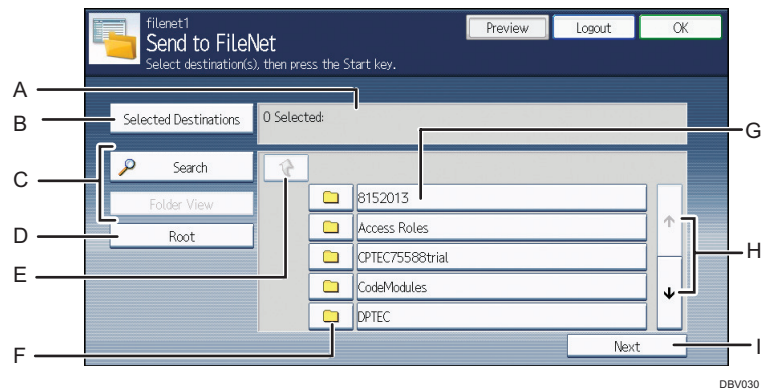 filenet1
Send to FileNet
Select destination(s), then press the Start key.
Preview
Logout
OK
A
B
Selected Destinations
0 Selected:
G
C
Search
Folder View
D
Root
E
8152013
Access Roles
CPTEC75588trial
CodeModules
DPTEC
H
F
Next
I
DBV030